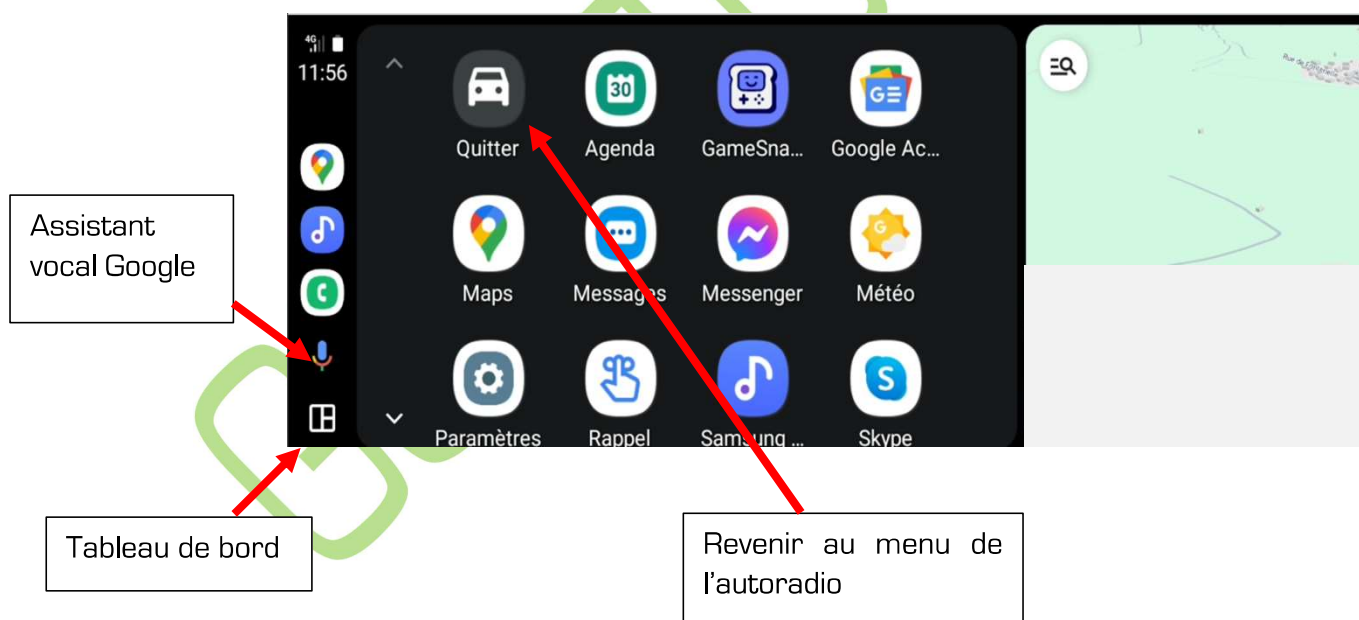 4G
11:56
Quitter
Agenda
GameSna...
Google Ac...
30
G
Maps
Messages
Messenger
Météo
G
Paramètres
Rappel
Samsung ...
Skype
S
Assistant
vocal Google
Tableau de bord
Revenir au menu de
l'autoradio